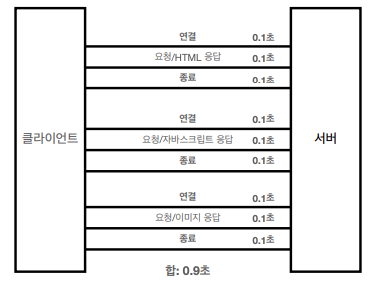 연결 0.1초
요청/HTML 응답 0.1초
종료 0.1초
클라이언트
연결 0.1초
요청/자바스크립트 응답 0.1초
종료 0.1초
서버
연결 0.1초
요청/이미지 응답 0.1초
종료 0.1초
합: 0.9초